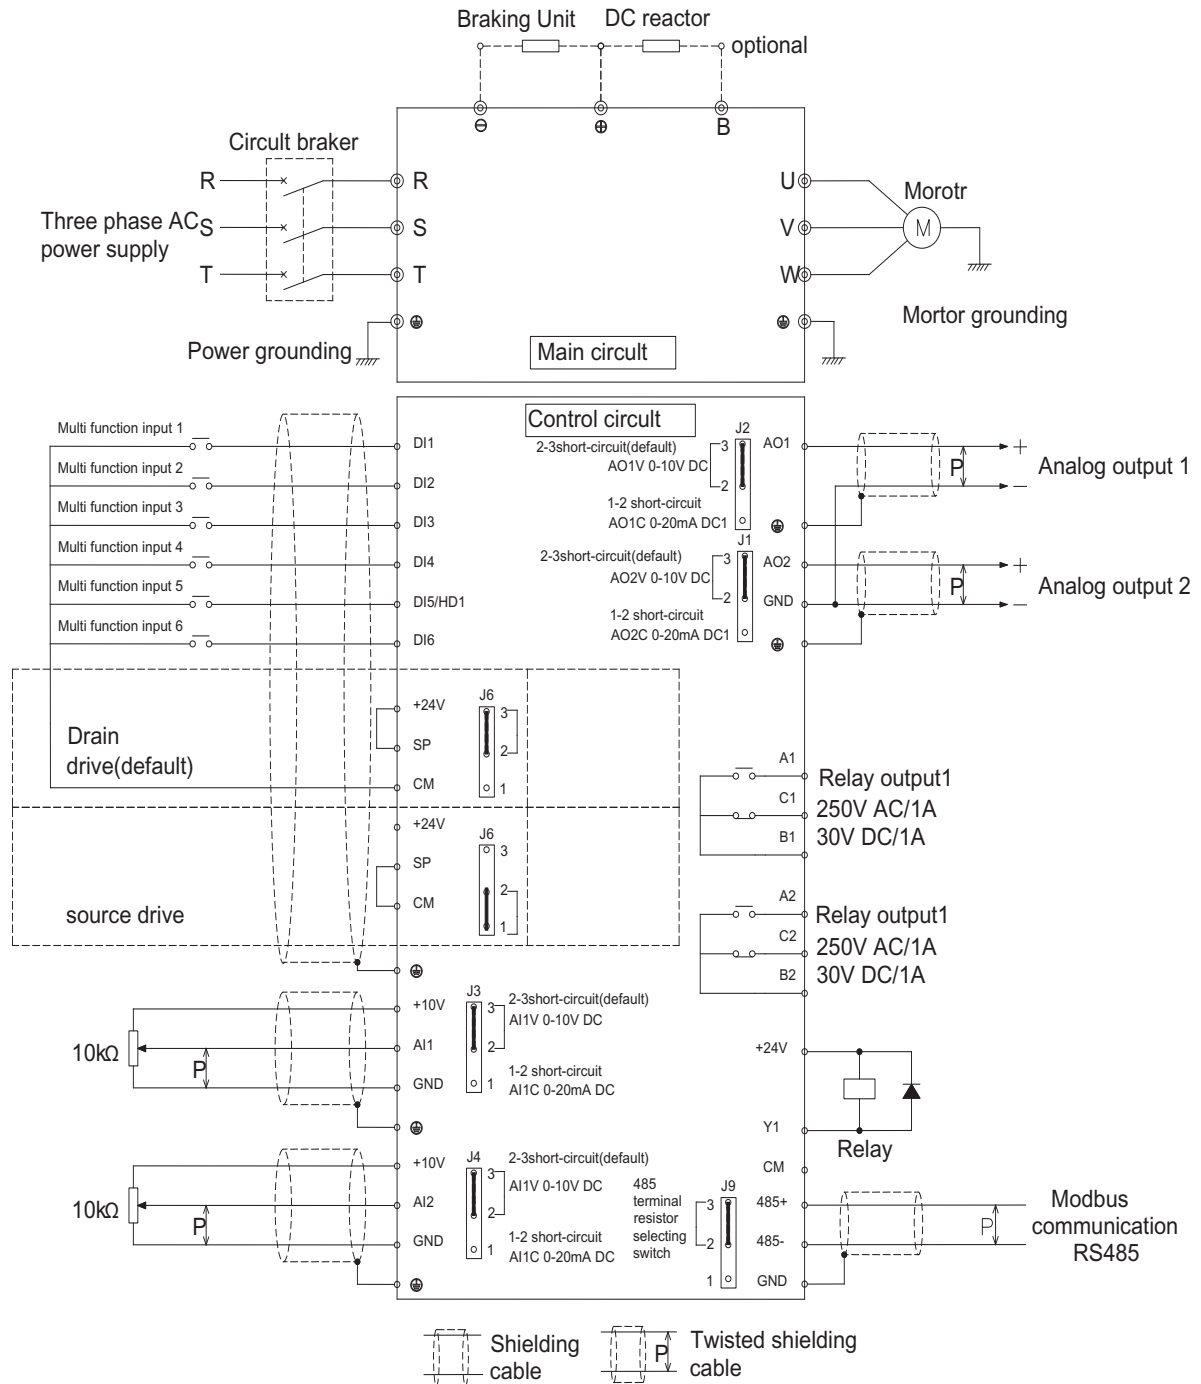 Braking Unit DC reactor
optional
⊖ ⊕ B
Circult braker
R R U Morotr
Three phase AC
power supply
S S V M
T T W
Mortor grounding
Power grounding
Main circult
Control circult
Multi function input 1 DI1
Multi function input 2 DI2
Multi function input 3 DI3
Multi function input 4 DI4
Multi function input 5 DI5/HD1
Multi function input 6 DI6
J2
2-3short-circuit(default) 3 AO1 P + Analog output 1
AO1V 0-10V DC
2 −
1-2 short-circuit
AO1C 0-20mA DC1
J1
2-3short-circuit(default) 3 AO2 P + Analog output 2
AO2V 0-10V DC
2 GND −
1-2 short-circuit
AO2C 0-20mA DC1
Drain
drive(default)
+24V J6 3
SP 2
CM 1
source drive
+24V J6 3
SP 2
CM 1
A1 Relay output1
C1 250V AC/1A
B1 30V DC/1A
A2 Relay output1
C2 250V AC/1A
B2 30V DC/1A
10kΩ P
+10V J3 3 2-3short-circuit(default)
AI1V 0-10V DC
AI1 2
1-2 short-circuit
GND 1 AI1C 0-20mA DC
+24V
Y1 Relay
CM
10kΩ P
+10V J4 3 2-3short-circuit(default)
AI1V 0-10V DC
AI2 2
1-2 short-circuit
GND 1 AI1C 0-20mA DC
485
terminal
resistor
selecting
switch
J9
3 485+
2 485-
1 GND
P
Modbus
communication
RS485
Shielding
cable
P Twisted shielding
cable